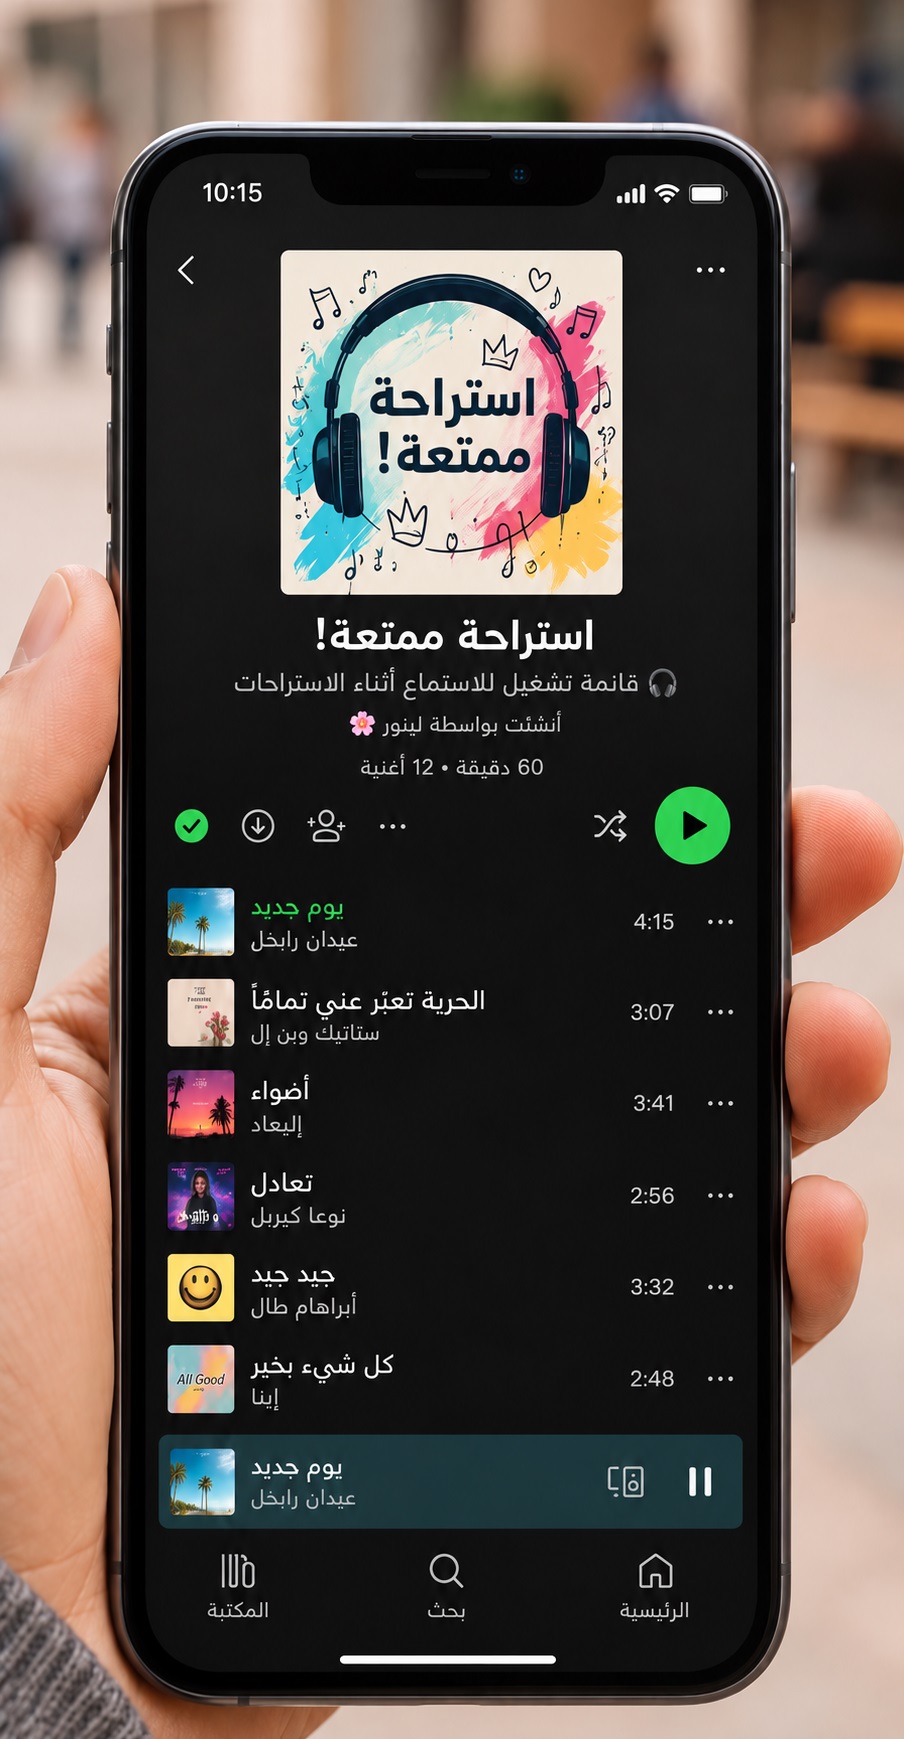 10:15
استراحة
ممتعة!
استراحة ممتعة!
🎧 قائمة تشغيل للاستماع أثناء الاستراحات
أنشئت بواسطة لينور 🌸
60 دقيقة • 12 أغنية
يوم جديد
4:15
عيدان رابخل
الحرية تعبّر عني تمامًا
3:07
ستاتيك وبن إل
أضواء
3:41
إليعاد
تعادل
2:56
نوعا كيربل
جيد جيد
3:32
أبراهام طال
All Good
كل شيء بخير
2:48
إينا
يوم جديد
عيدان رابخل
الرئيسية
بحث
المكتبة